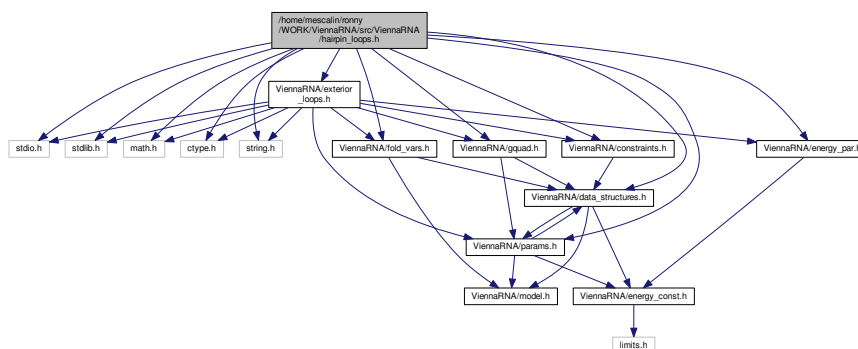 /home/mescalin/ronny
/WORK/ViennaRNA/src/ViennaRNA
/hairpin_loops.h
ViennaRNA/exterior
_loops.h
stdio.h
stdlib.h
math.h
ctype.h
string.h
ViennaRNA/fold_vars.h
ViennaRNA/gquad.h
ViennaRNA/constraints.h
ViennaRNA/energy_par.h
ViennaRNA/data_structures.h
ViennaRNA/params.h
ViennaRNA/model.h
ViennaRNA/energy_const.h
limits.h